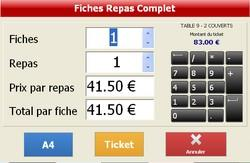 Fiches Repas Complet
TABLE 9 - 2 COUVERTS
Montant du ticket
83.00 €
Fiches 1
Repas 1
Prix par repas 41.50 €
Total par fiche 41.50 €
/ * -
7 8 9 +
4 5 6
1 2 3
0 .
A4
Ticket
Annuler